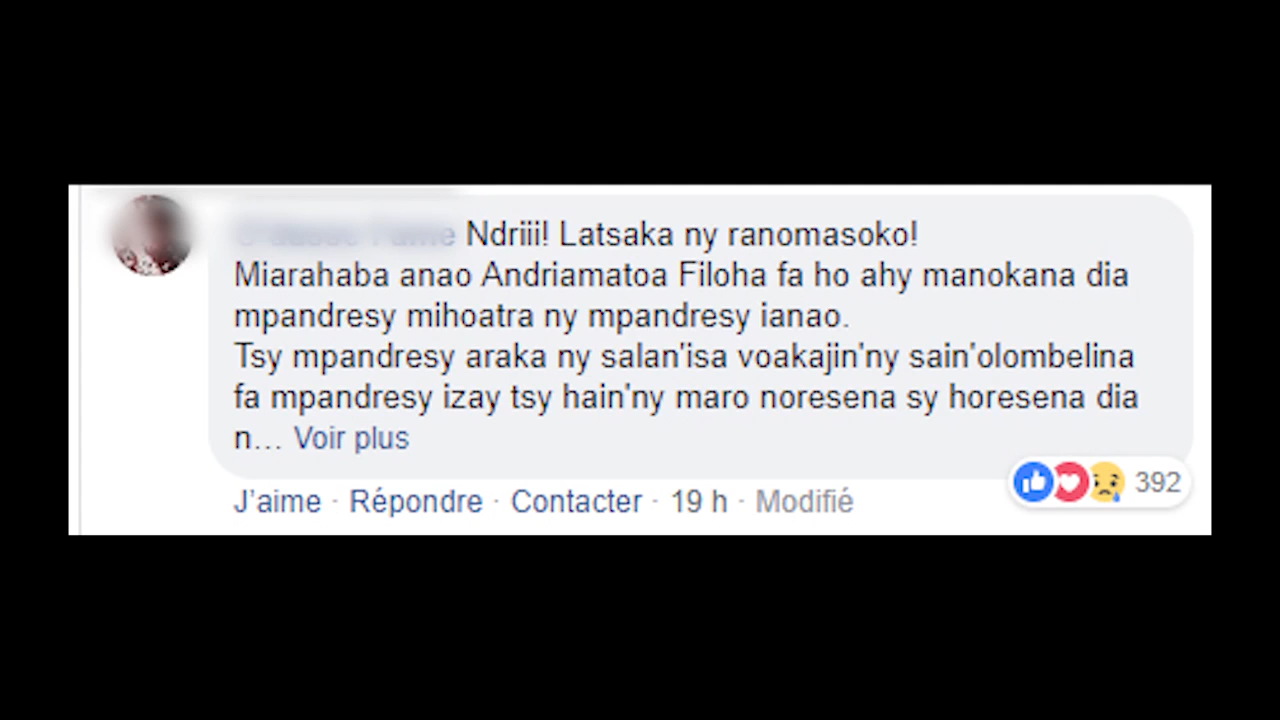 Ndriii! Latsaka ny ranomasoko!
Miarahaba anao Andriamatoa Filoha fa ho ahy manokana dia
mpandresy mihoatra ny mpandresy ianao.
Tsy mpandresy araka ny salan'isa voakajin'ny sain'olombelina
fa mpandresy izay tsy hain'ny maro noresena sy horesena dia
n... Voir plus
J'aime · Répondre · Contacter · 19 h · Modifié
392